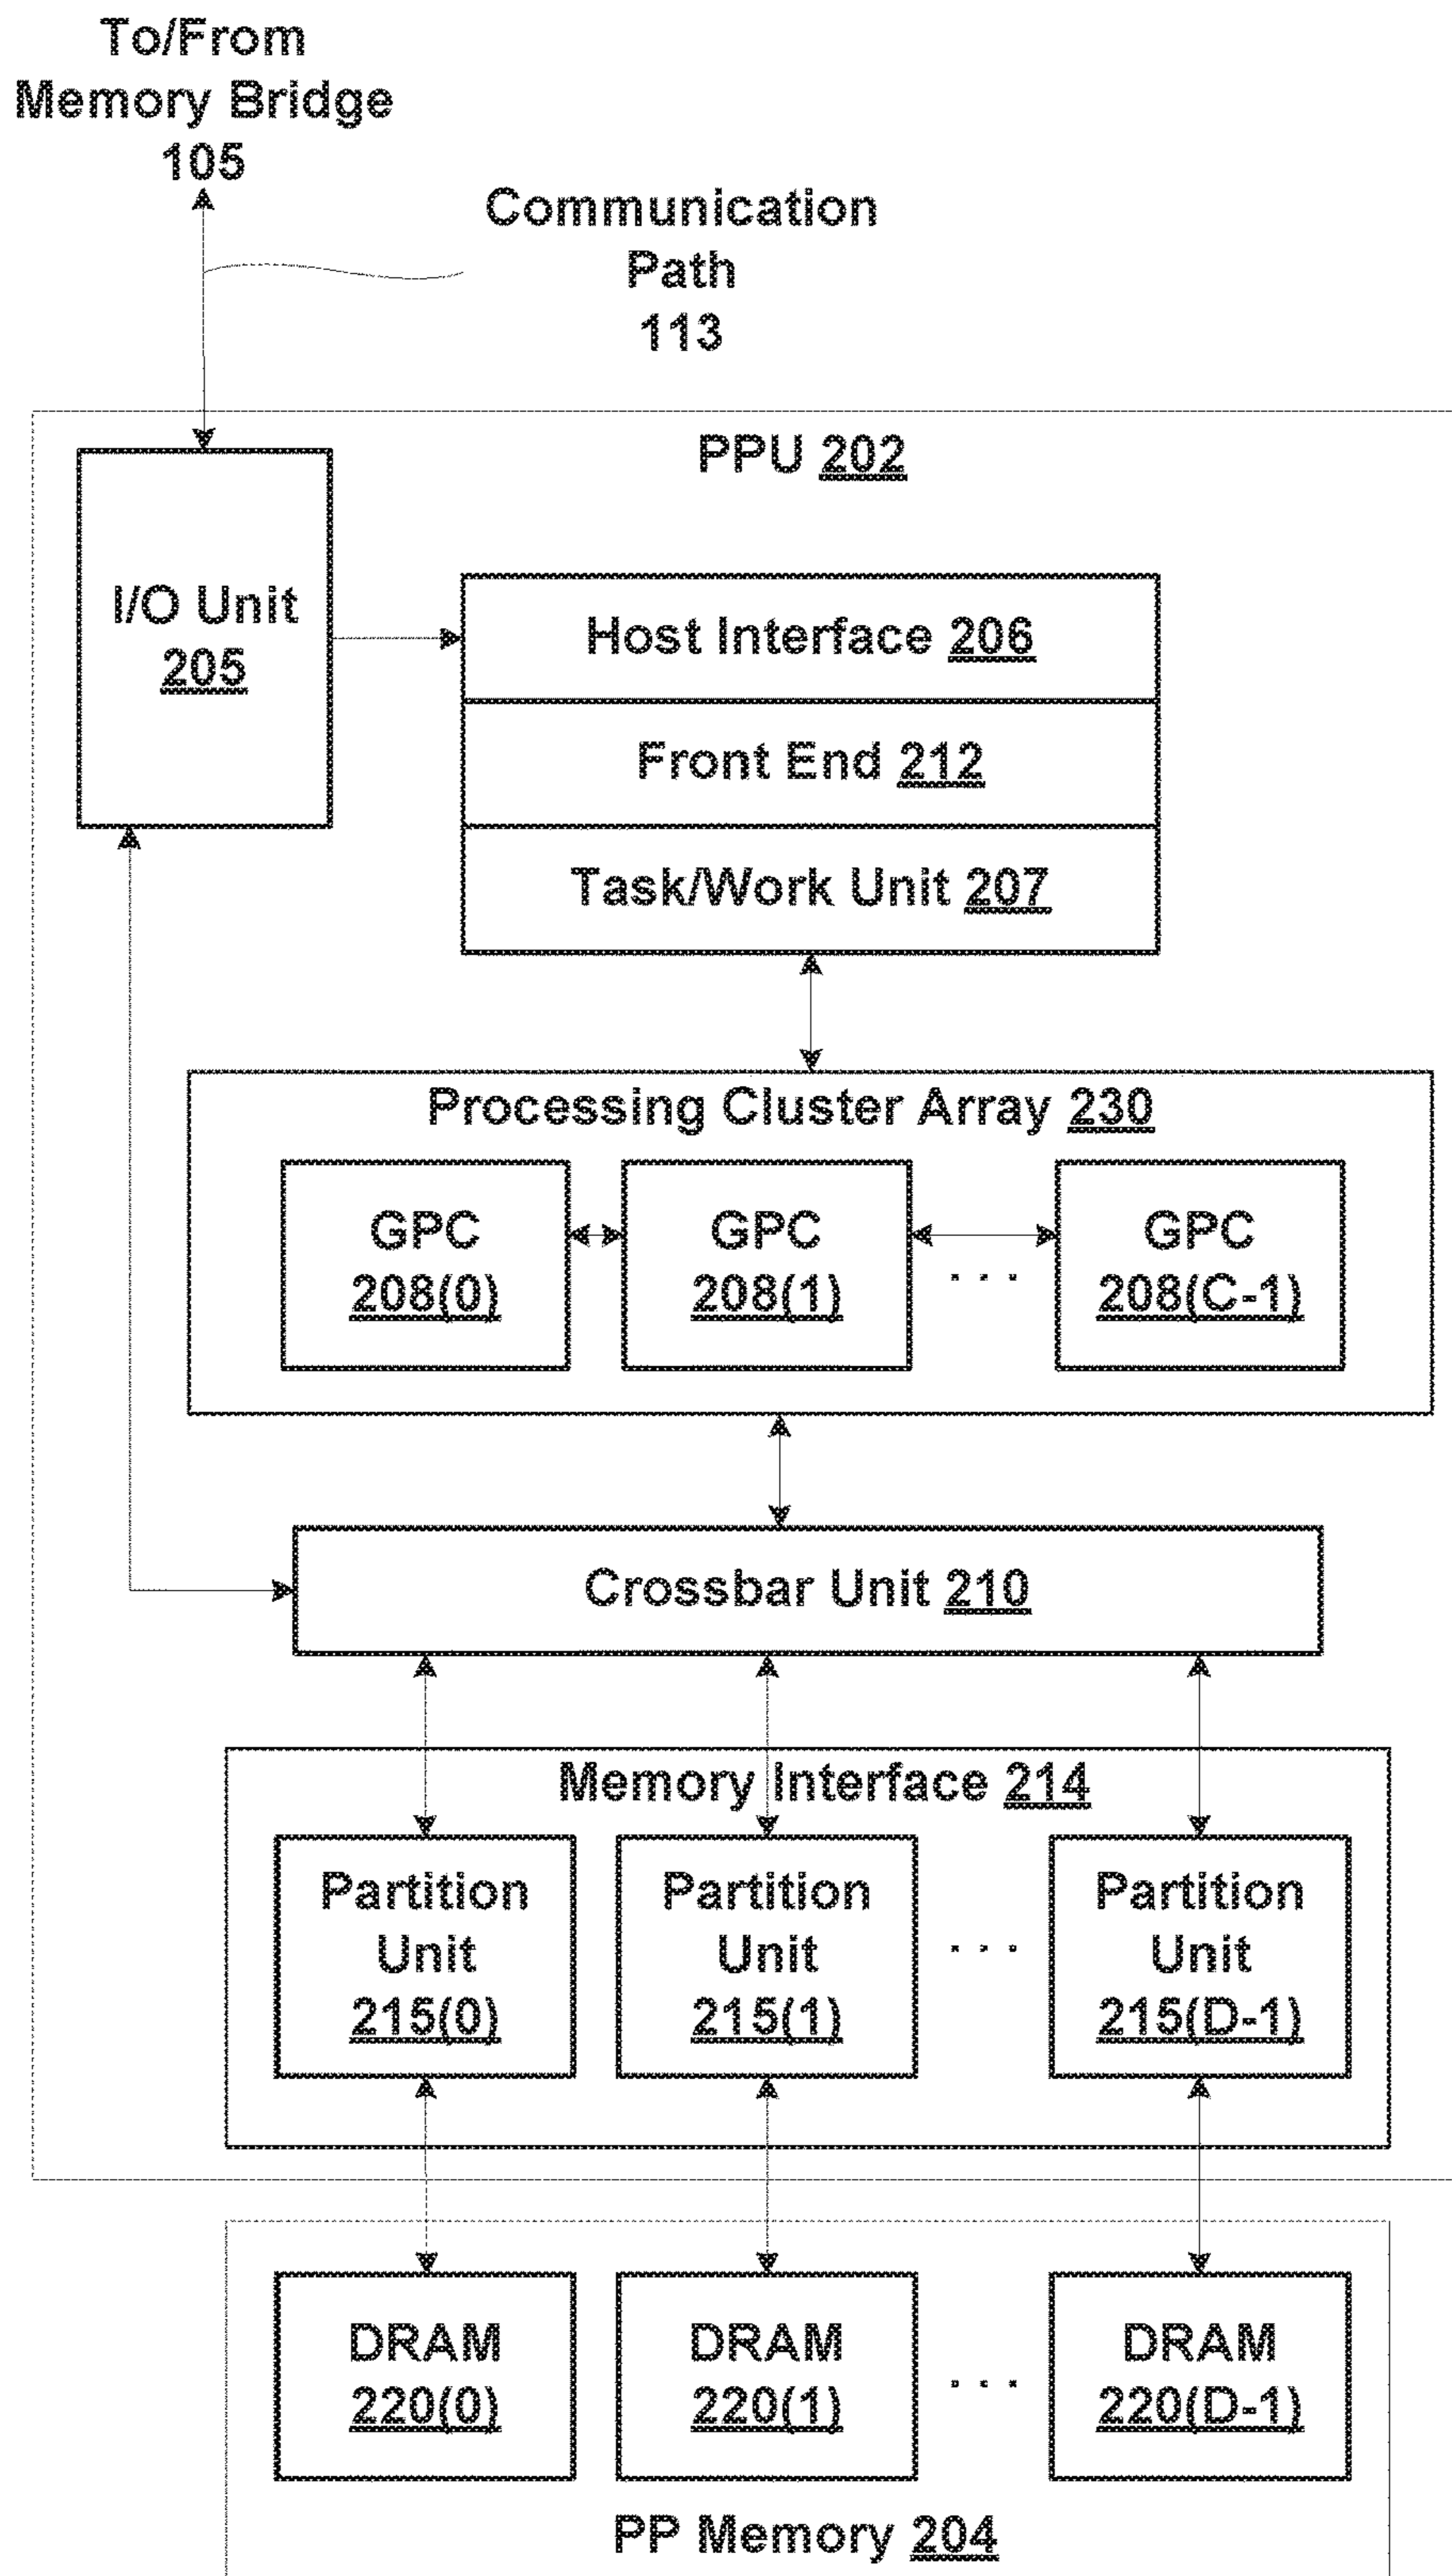 To/From
Memory Bridge
105
Communication
Path
113
PPU 202
I/O Unit
205
Host Interface 206
Front End 212
Task/Work Unit 207
Processing Cluster Array 230
GPC
208(0)
GPC
208(1)
. . .
GPC
208(C-1)
Crossbar Unit 210
Memory Interface 214
Partition
Unit
215(0)
Partition
Unit
215(1)
. . .
Partition
Unit
215(D-1)
DRAM
220(0)
DRAM
220(1)
. . .
DRAM
220(D-1)
PP Memory 204